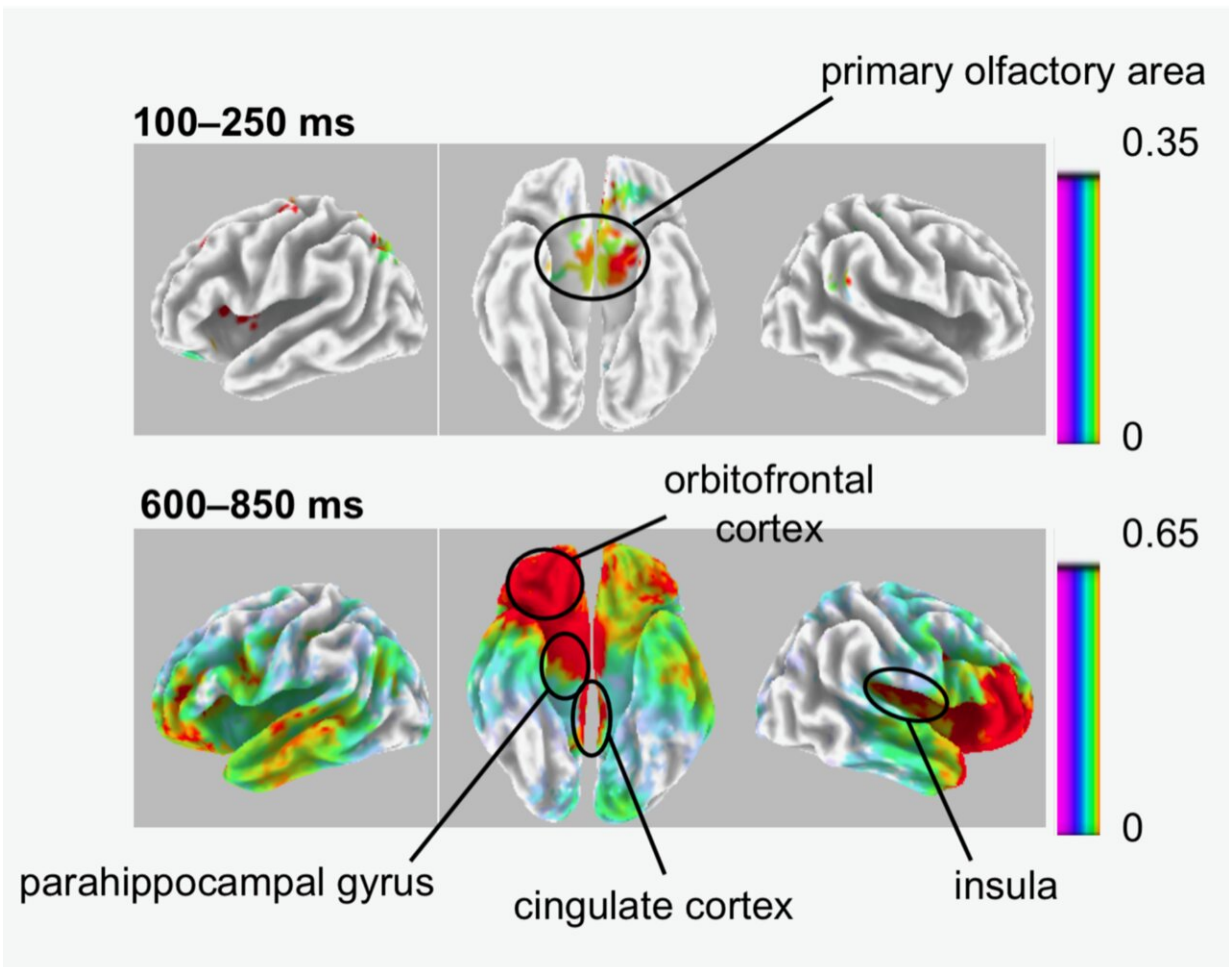 primary olfactory area
100–250 ms
0.35
0
orbitofrontal
cortex
600–850 ms
0.65
0
parahippocampal gyrus
cingulate cortex
insula